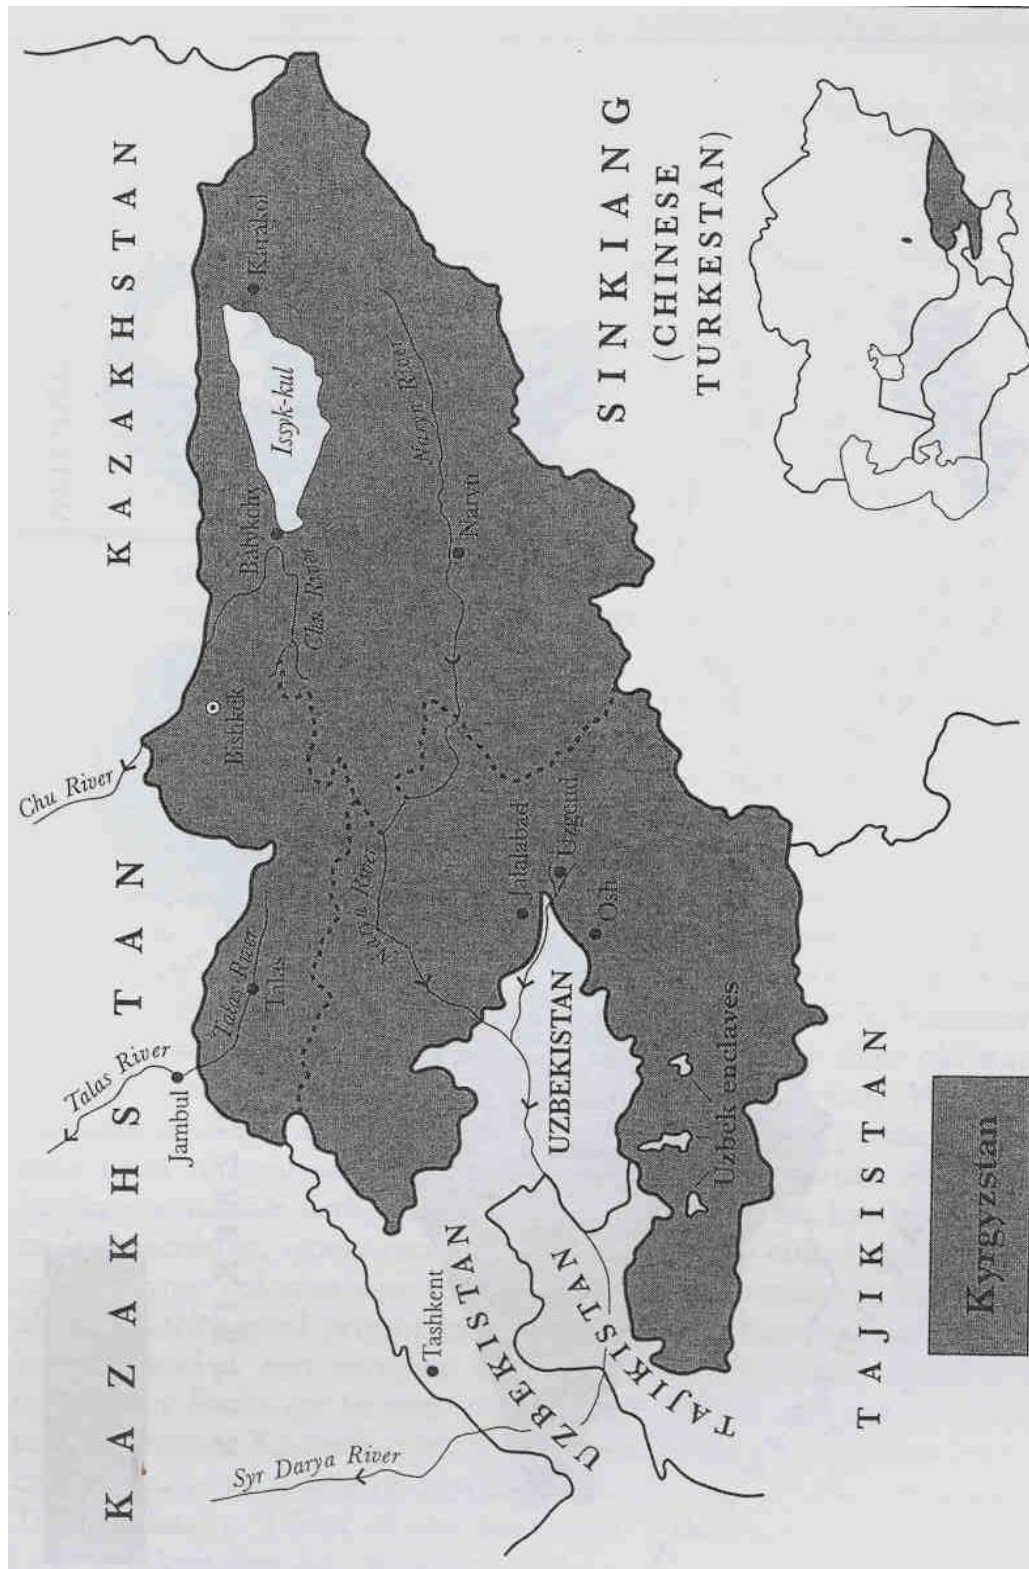 KAZAKHSTAN
KAZAKHSTAN
Chu River
Talas River
Jambul
Talas River
Talas
Bishkek
Balykchy
Chu River
Issyk-kul
Karakol
Syr Darya River
Tashkent
UZBEKISTAN
TAJIKISTAN
UZBEKISTAN
Naryn River
Naryn River
Naryn
Jalalabad
Uzgend
Osh
Uzbek enclaves
SINKIANG
(CHINESE
TURKESTAN)
TAJIKISTAN
Kyrgyzstan